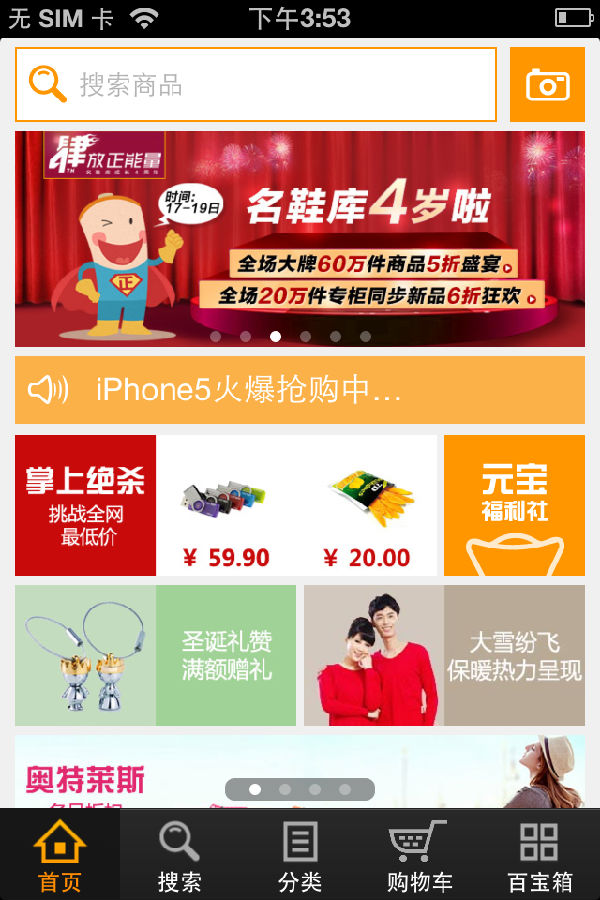 无 SIM 卡
下午3:53
搜索商品
肆放正能量
时间:
17-19日
名鞋库4岁啦
全场大牌60万件商品5折盛宴
全场20万件专柜同步新品6折狂欢
正
iPhone5火爆抢购中...
掌上绝杀
挑战全网
最低价
¥ 59.90
¥ 20.00
元宝
福利社
圣诞礼赞
满额赠礼
大雪纷飞
保暖热力呈现
奥特莱斯
首页
搜索
分类
购物车
百宝箱